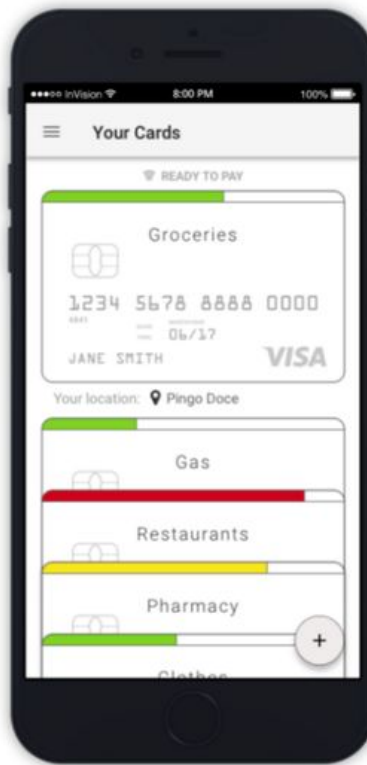 InVision 8:00 PM 100%
Your Cards
READY TO PAY
Groceries
1234 5678 8888 0000
06/17
JANE SMITH VISA
Your location: Pingo Doce
Gas
Restaurants
Pharmacy
+
Clothes